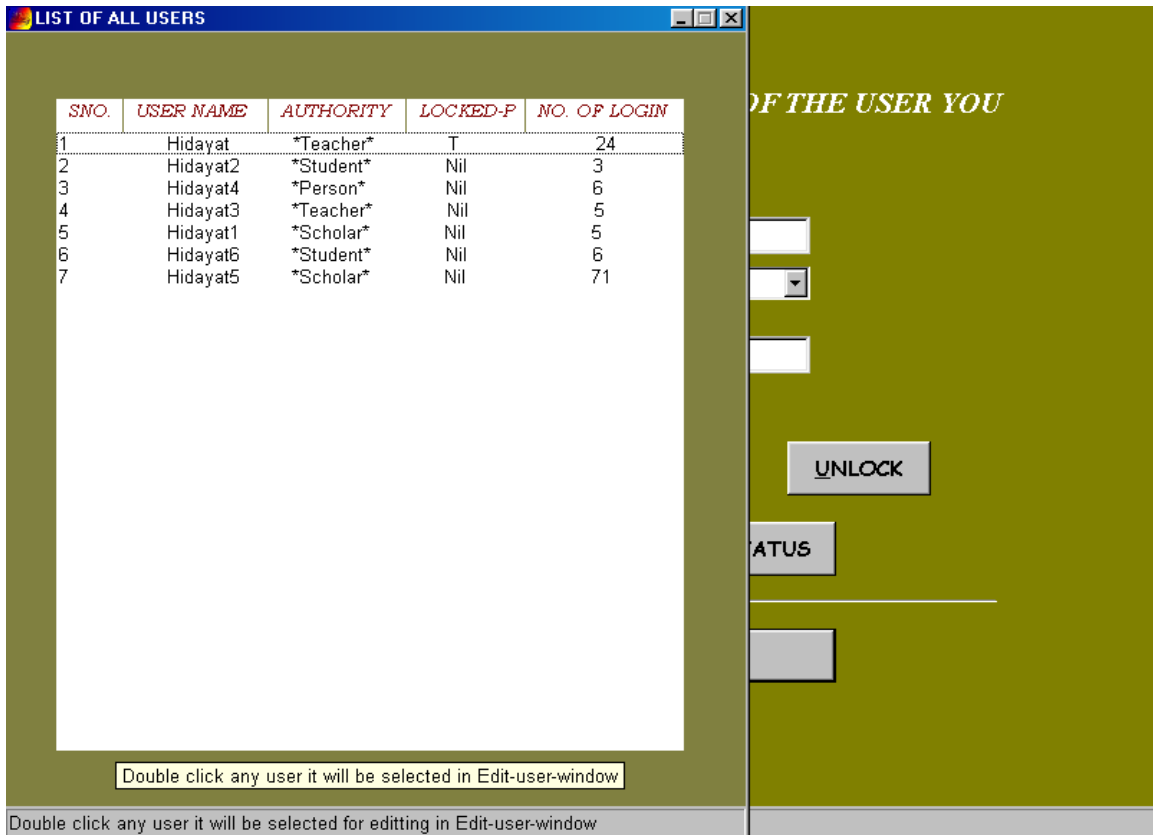 LIST OF ALL USERS
OF THE USER YOU
SNO. USER NAME AUTHORITY LOCKED-P NO. OF LOGIN
1 Hidayat *Teacher* T 24
2 Hidayat2 *Student* Nil 3
3 Hidayat4 *Person* Nil 6
4 Hidayat3 *Teacher* Nil 5
5 Hidayat1 *Scholar* Nil 5
6 Hidayat6 *Student* Nil 6
7 Hidayat5 *Scholar* Nil 71
UNLOCK
TATUS
Double click any user it will be selected in Edit-user-window
Double click any user it will be selected for editting in Edit-user-window